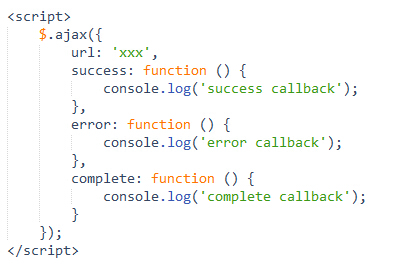 <script>
    $.ajax({
        url: 'xxx',
        success: function () {
            console.log('success callback');
        },
        error: function () {
            console.log('error callback');
        },
        complete: function () {
            console.log('complete callback');
        }
    });
</script>